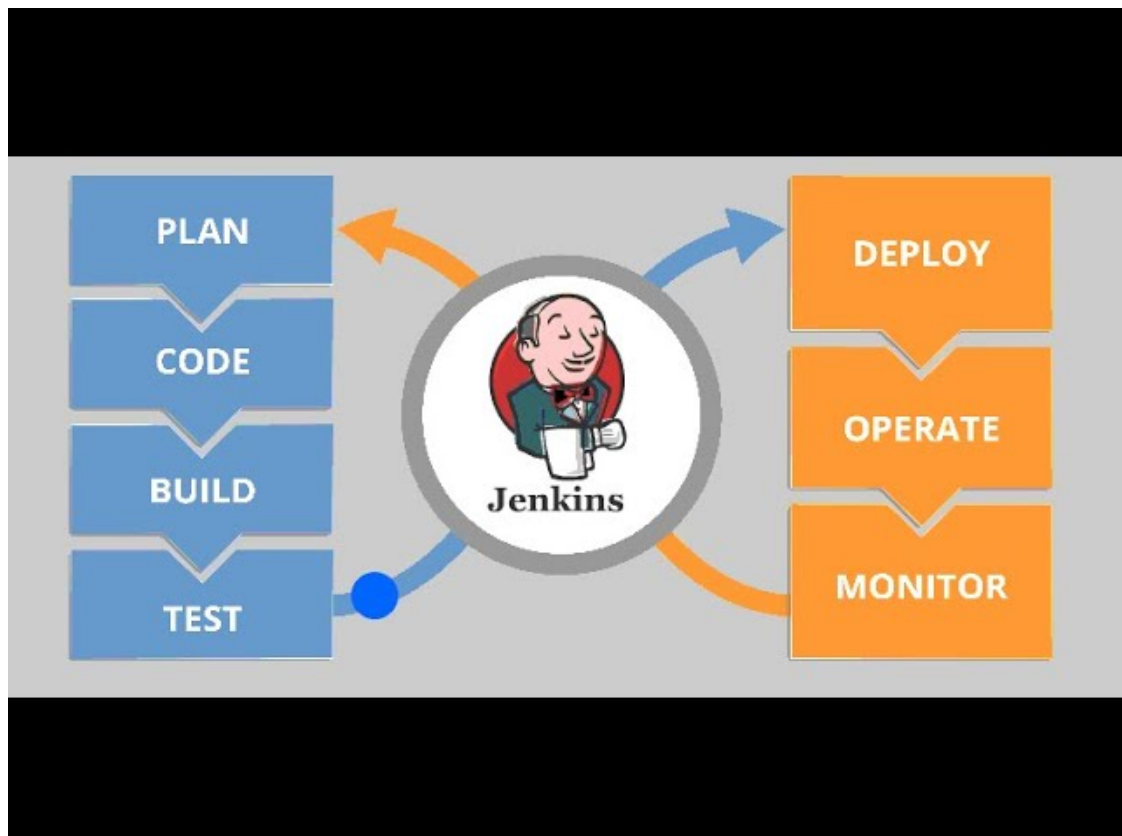 PLAN
CODE
BUILD
TEST
Jenkins
DEPLOY
OPERATE
MONITOR